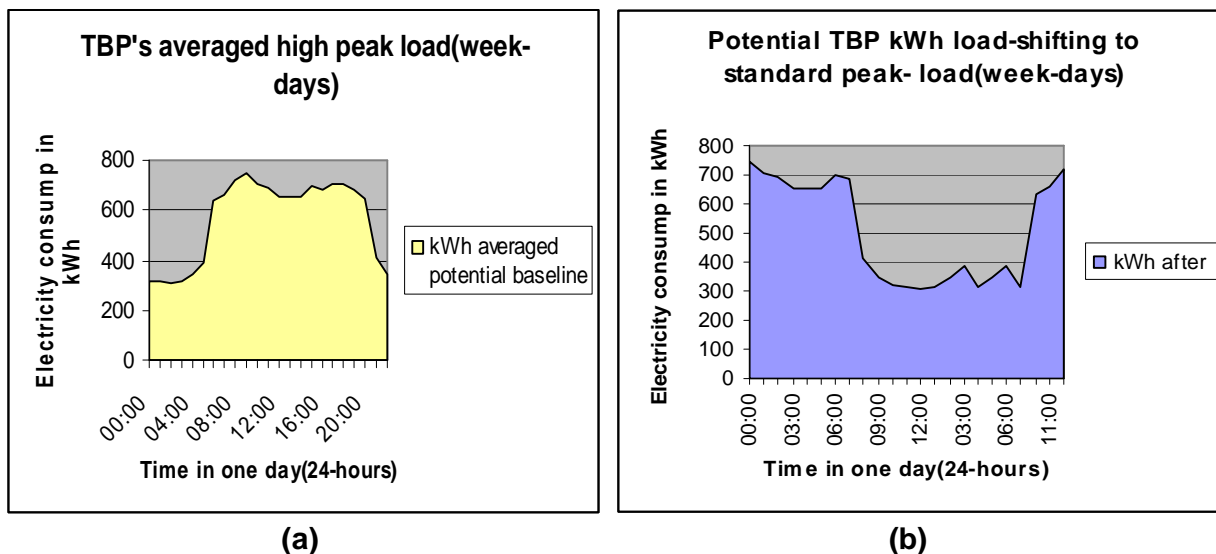 TBP's averaged high peak load(week-
days)
Electricity consump in
kWh
800
600
400
200
0
00:00
04:00
08:00
12:00
16:00
20:00
Time in one day(24-hours)
kWh averaged
potential baseline
(a)
Potential TBP kWh load-shifting to
standard peak- load(week-days)
Electricity consump in kWh
800
700
600
500
400
300
200
100
0
00:00
03:00
06:00
09:00
12:00
03:00
06:00
11:00
Time in one day(24-hours)
kWh after
(b)